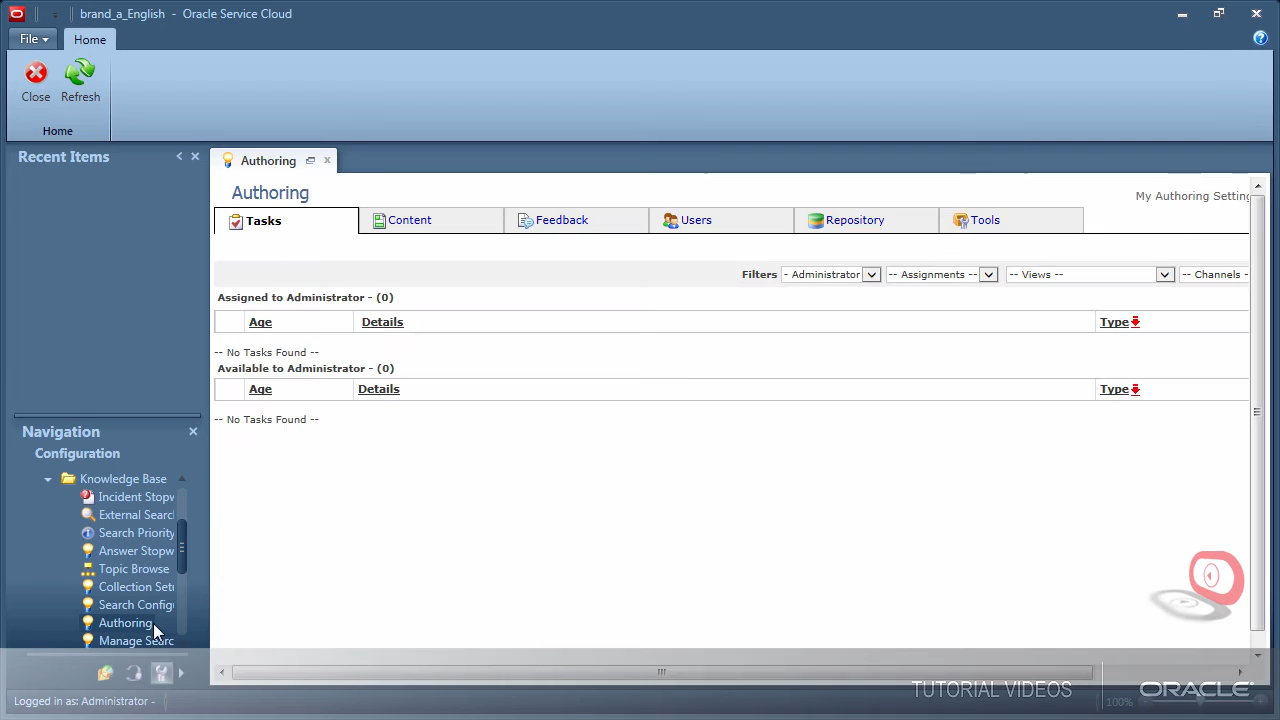 brand_a_English - Oracle Service Cloud
File
Home
Close
Refresh
Home
Recent Items
Authoring
Authoring
My Authoring Setting
Tasks
Content
Feedback
Users
Repository
Tools
Filters
- Administrator
-- Assignments --
-- Views --
-- Channels -
Assigned to Administrator - (0)
Age
Details
Type
-- No Tasks Found --
Available to Administrator - (0)
Age
Details
Type
-- No Tasks Found --
Navigation
Configuration
Knowledge Base
Incident Stopw
External Searc
Search Priority
Answer Stopw
Topic Browse
Collection Setu
Search Configu
Authoring
Manage Searc
Logged in as: Administrator -
TUTORIAL VIDEOS
ORACLE
100%